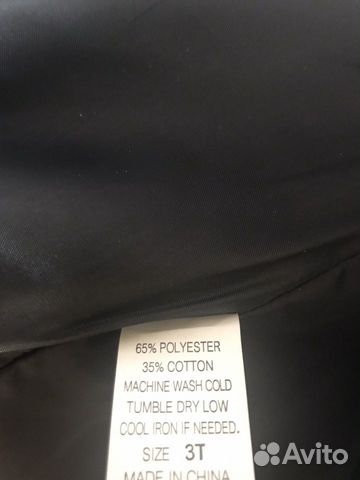 65% POLYESTER
35% COTTON
MACHINE WASH COLD
TUMBLE DRY LOW
COOL IRON IF NEEDED.
SIZE 3T
MADE IN CHINA
Avito